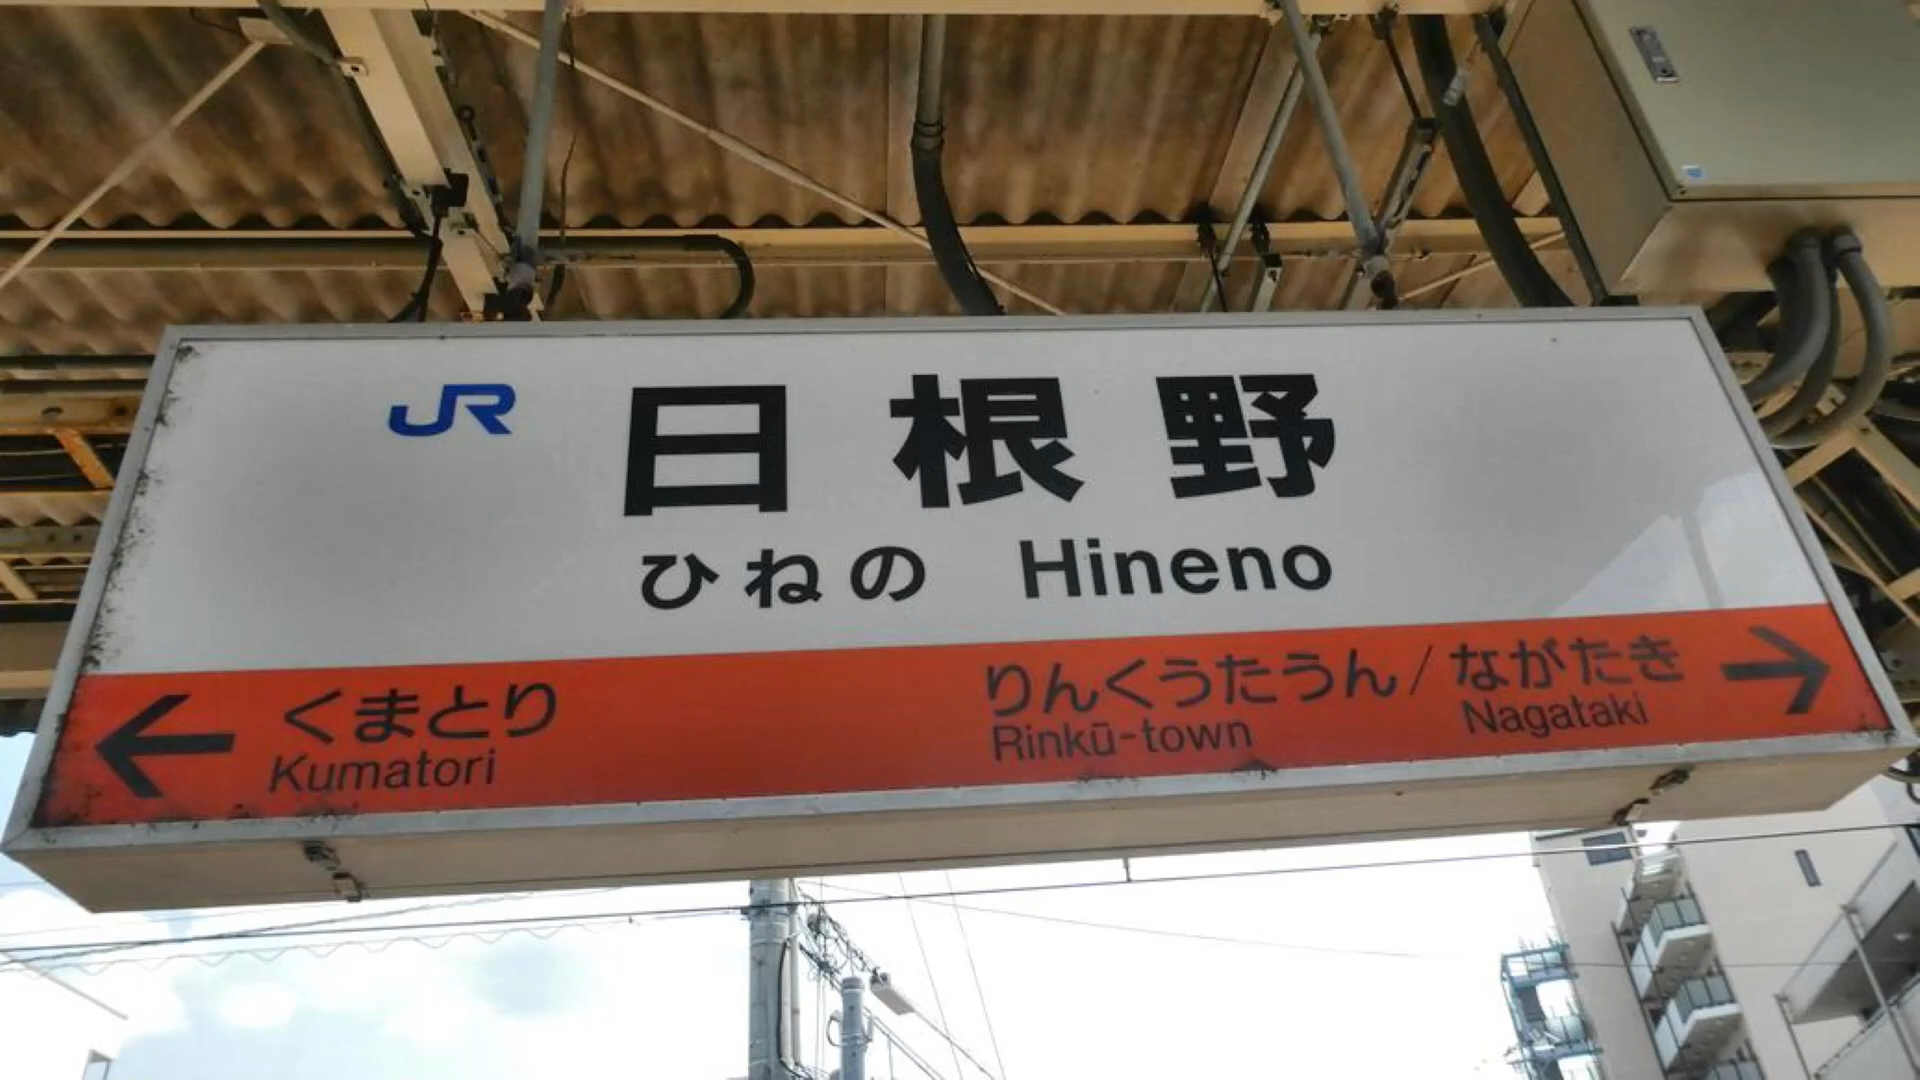 JR 日根野
ひねの Hineno
← くまとり りんくうたうん/ながたき →
Kumatori Rinkū-town Nagataki